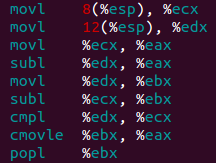 movl 8(%esp), %ecx
movl 12(%esp), %edx
movl %ecx, %eax
subl %edx, %eax
movl %edx, %ebx
subl %ecx, %ebx
cmpl %edx, %ecx
cmovle %ebx, %eax
popl %ebx